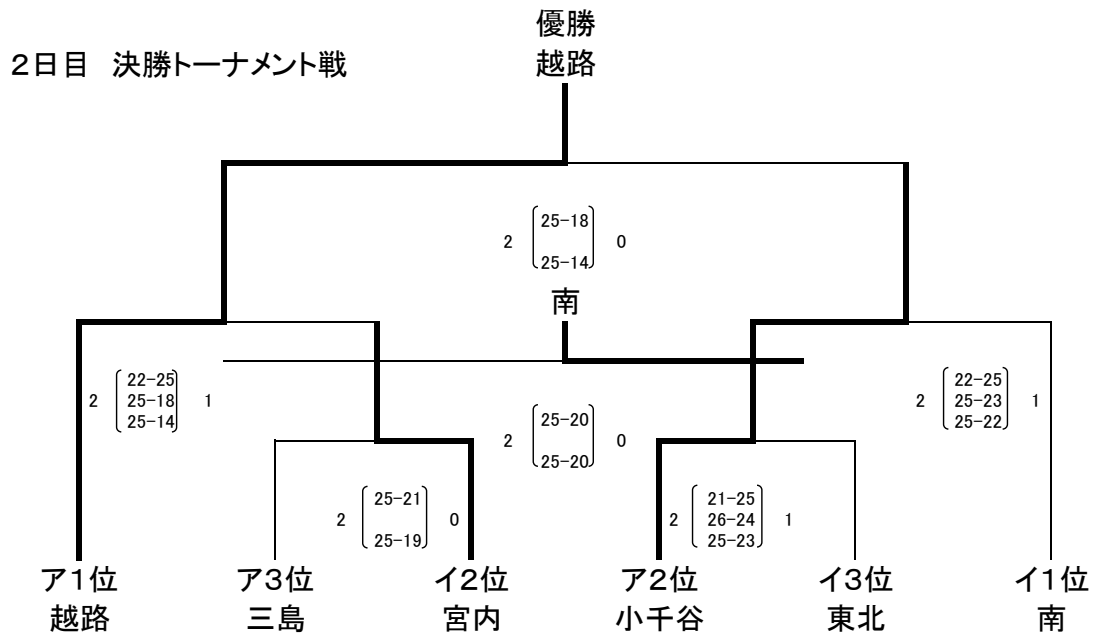 優勝
2日目 決勝トーナメント戦
越路
25-18
2 0
25-14
南
22-25
2 25-18 1
25-14
22-25
2 25-23 1
25-22
25-20
2 0
25-20
25-21
2 0
25-19
21-25
2 26-24 1
25-23
ア1位 ア3位 イ2位 ア2位 イ3位 イ1位
越路 三島 宮内 小千谷 東北 南